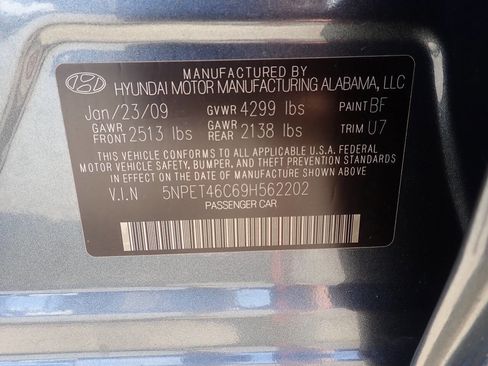 MANUFACTURED BY
HYUNDAI MOTOR MANUFACTURING ALABAMA, LLC
Jan/23/09 GVWR 4299 lbs PAINT BF
GAWR FRONT 2513 lbs GAWR REAR 2138 lbs TRIM U7
THIS VEHICLE CONFORMS TO ALL APPLICABLE U.S.A. FEDERAL
MOTOR VEHICLE SAFETY, BUMPER, AND THEFT PREVENTION STANDARDS
IN EFFECT ON THE DATE OF MANUFACTURE SHOWN ABOVE
V.I.N 5NPET46C69H562202
PASSENGER CAR